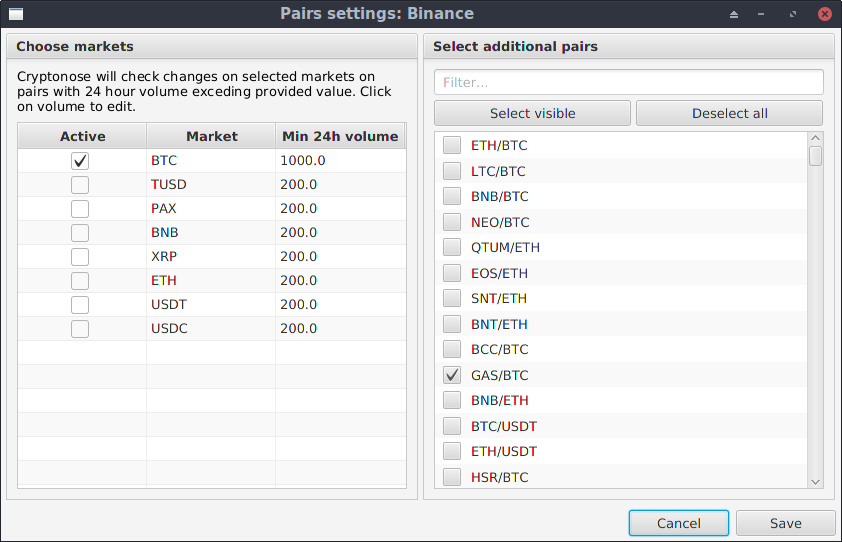 Pairs settings: Binance
Choose markets
Cryptonose will check changes on selected markets on
pairs with 24 hour volume exceding provided value. Click
on volume to edit.
Active Market Min 24h volume
BTC 1000.0
TUSD 200.0
PAX 200.0
BNB 200.0
XRP 200.0
ETH 200.0
USDT 200.0
USDC 200.0
Select additional pairs
Filter...
Select visible Deselect all
ETH/BTC
LTC/BTC
BNB/BTC
NEO/BTC
QTUM/ETH
EOS/ETH
SNT/ETH
BNT/ETH
BCC/BTC
GAS/BTC
BNB/ETH
BTC/USDT
ETH/USDT
HSR/BTC
Cancel Save